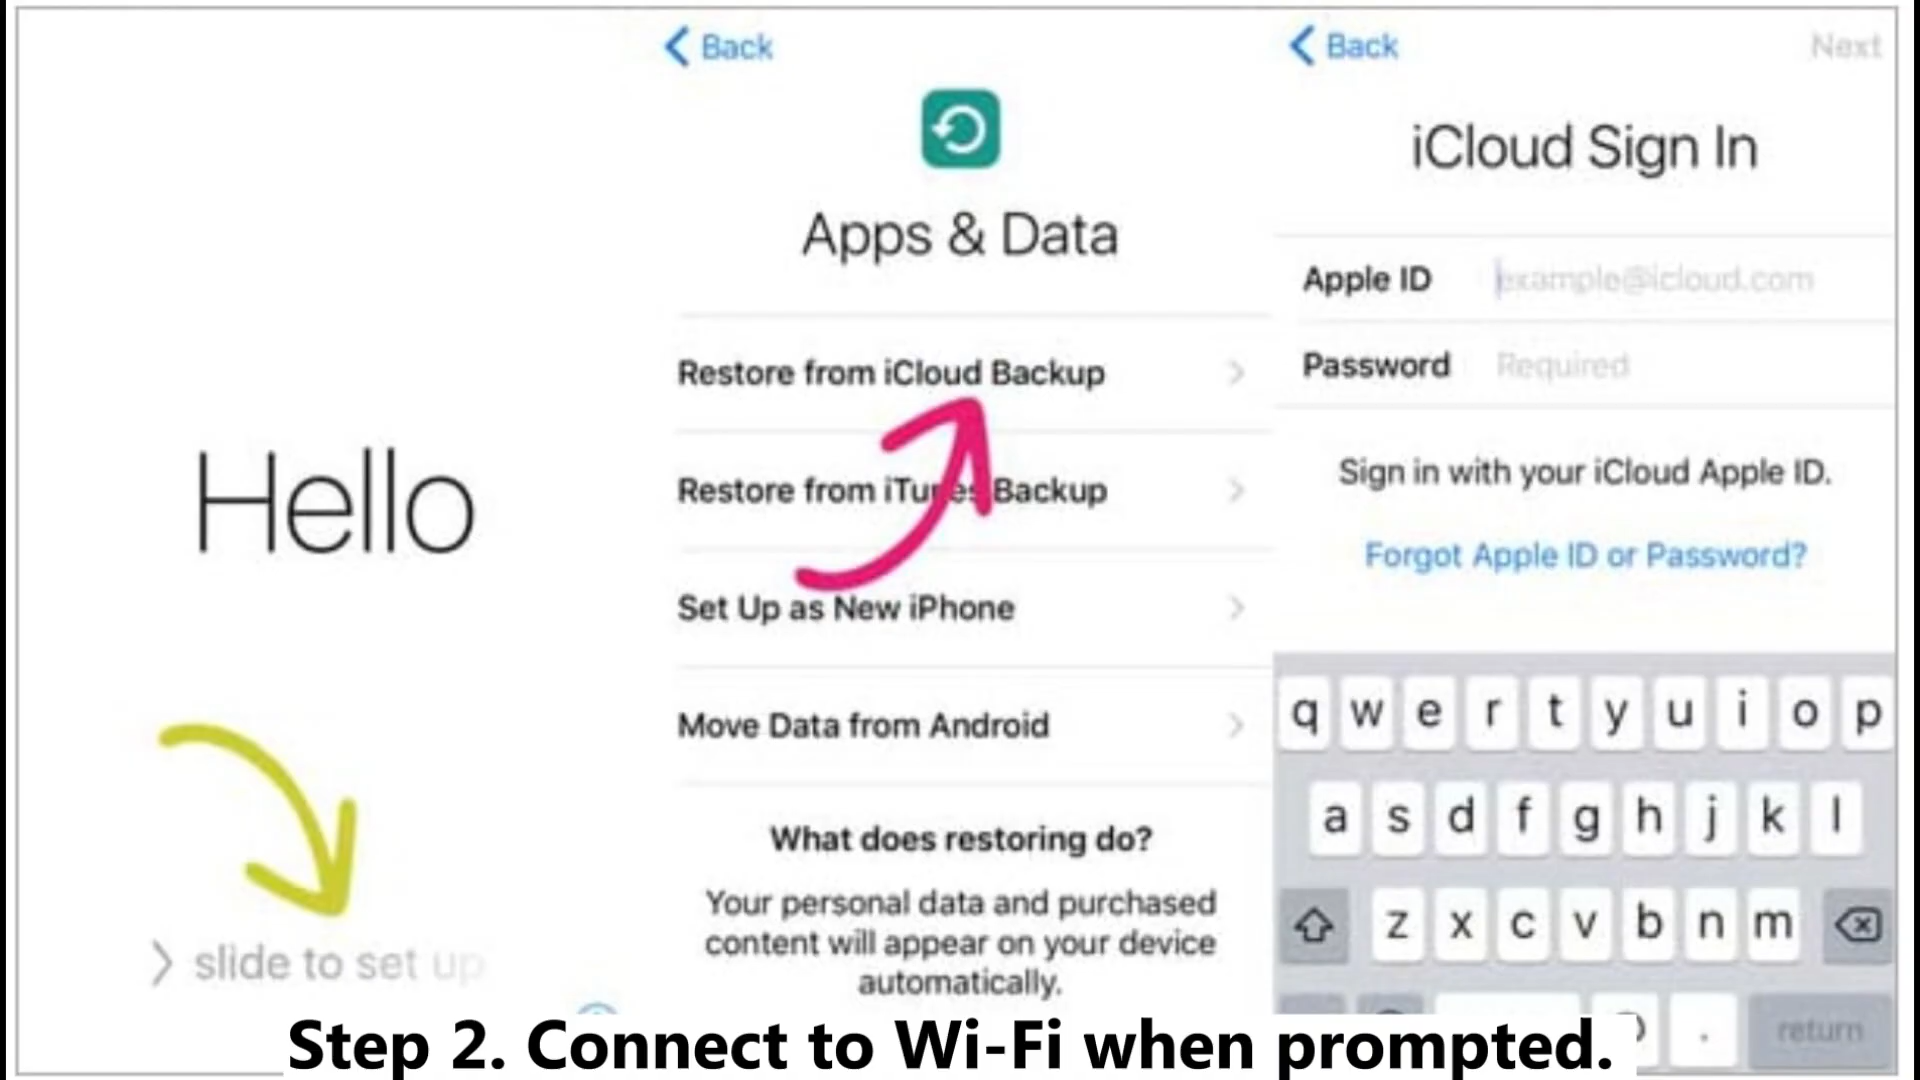 Hello
slide to set up
Back
Apps & Data
Restore from iCloud Backup
Restore from iTunes Backup
Set Up as New iPhone
Move Data from Android
What does restoring do?
Your personal data and purchased
content will appear on your device
automatically.
Back
Next
iCloud Sign In
Apple ID example@icloud.com
Password Required
Sign in with your iCloud Apple ID.
Forgot Apple ID or Password?
q w e r t y u i o p
a s d f g h j k l
z x c v b n m
. return
Step 2. Connect to Wi-Fi when prompted.